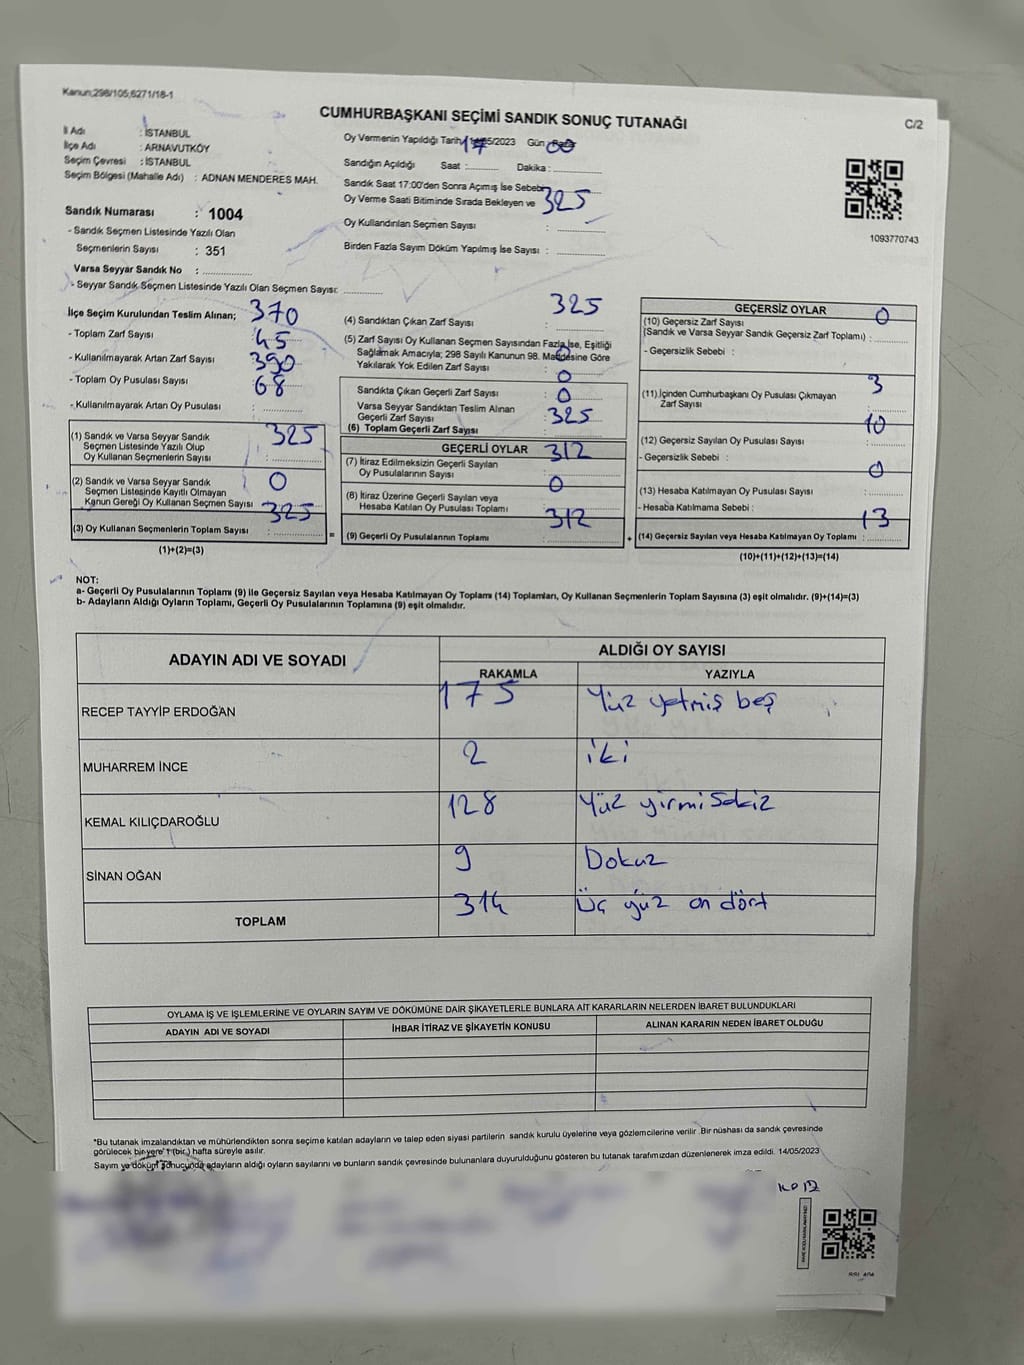 Kanun;298/105;6271/18-1
CUMHURBAŞKANI SEÇİMİ SANDIK SONUÇ TUTANAĞI
C/2
İl Adı : İSTANBUL
İlçe Adı : ARNAVUTKÖY
Seçim Çevresi : İSTANBUL
Seçim Bölgesi (Mahalle Adı) : ADNAN MENDERES MAH.
Sandık Numarası : 1004
- Sandık Seçmen Listesinde Yazılı Olan
Seçmenlerin Sayısı : 351
Varsa Seyyar Sandık No : ..............
- Seyyar Sandık Seçmen Listesinde Yazılı Olan Seçmen Sayısı: ..............
Oy Vermenin Yapıldığı Tarih 17 /05/2023 Gün : 00
Sandığın Açıldığı Saat :.......... Dakika : ..............
Sandık Saat 17:00'den Sonra Açımış İse Sebebi
Oy Verme Saati Bitiminde Sırada Bekleyen ve 325
Oy Kullandırılan Seçmen Sayısı : ..............
Birden Fazla Sayım Döküm Yapılmış İse Sayısı : ..............
1093770743
İlçe Seçim Kurulundan Teslim Alınan; 370
- Toplam Zarf Sayısı 45
- Kullanılmayarak Artan Zarf Sayısı 390
- Toplam Oy Pusulası Sayısı 68
- Kullanılmayarak Artan Oy Pusulası : ..............
(1) Sandık ve Varsa Seyyar Sandık 325
Seçmen Listesinde Yazılı Olup
Oy Kullanan Seçmenlerin Sayısı : ..............
(2) Sandık ve Varsa Seyyar Sandık 0
Seçmen Listesinde Kayıtlı Olmayan
Kanun Gereği Oy Kullanan Seçmen Sayısı 325
(3) Oy Kullanan Seçmenlerin Toplam Sayısı : .............. =
(1)+(2)=(3)
325
(4) Sandıktan Çıkan Zarf Sayısı : ..............
(5) Zarf Sayısı Oy Kullanan Seçmen Sayısından Fazla İse, Eşitliği
Sağlamak Amacıyla; 298 Sayılı Kanunun 98. Maddesine Göre 0
Yakılarak Yok Edilen Zarf Sayısı :
0
Sandıkta Çıkan Geçerli Zarf Sayısı : 0
Varsa Seyyar Sandıktan Teslim Alınan
Geçerli Zarf Sayısı : 325
(6) Toplam Geçerli Zarf Sayısı :
GEÇERLİ OYLAR 312
(7) İtiraz Edilmeksizin Geçerli Sayılan
Oy Pusulalarının Sayısı :
0
(8) İtiraz Üzerine Geçerli Sayılan veya
Hesaba Katılan Oy Pusulası Toplamı :
312
(9) Geçerli Oy Pusulalarının Toplamı : .............. +
GEÇERSİZ OYLAR 0
(10) Geçersiz Zarf Sayısı
(Sandık ve Varsa Seyyar Sandık Geçersiz Zarf Toplamı) : ..............
- Geçersizlik Sebebi :
3
(11) İçinden Cumhurbaşkanı Oy Pusulası Çıkmayan
Zarf Sayısı : ..............
10
(12) Geçersiz Sayılan Oy Pusulası Sayısı : ..............
- Geçersizlik Sebebi :
0
(13) Hesaba Katılmayan Oy Pusulası Sayısı : ..............
- Hesaba Katılmama Sebebi : 13
(14) Geçersiz Sayılan veya Hesaba Katılmayan Oy Toplamı : ..............
(10)+(11)+(12)+(13)=(14)
NOT:
a- Geçerli Oy Pusulalarının Toplamı (9) ile Geçersiz Sayılan veya Hesaba Katılmayan Oy Toplamı (14) Toplamları, Oy Kullanan Seçmenlerin Toplam Sayısına (3) eşit olmalıdır. (9)+(14)=(3)
b- Adayların Aldığı Oyların Toplamı, Geçerli Oy Pusulalarının Toplamına (9) eşit olmalıdır.
ADAYIN ADI VE SOYADI ALDIĞI OY SAYISI
RAKAMLA YAZIYLA
RECEP TAYYİP ERDOĞAN 175 Yüz yetmiş beş
MUHARREM İNCE 2 iki
KEMAL KILIÇDAROĞLU 128 Yüz yirmi Sekiz
SİNAN OĞAN 9 Dokuz
TOPLAM 314 Üç yüz on dört
OYLAMA İŞ VE İŞLEMLERİNE VE OYLARIN SAYIM VE DÖKÜMÜNE DAİR ŞİKAYETLERLE BUNLARA AİT KARARLARIN NELERDEN İBARET BULUNDUKLARI
ADAYIN ADI VE SOYADI İHBAR İTİRAZ VE ŞİKAYETİN KONUSU ALINAN KARARIN NEDEN İBARET OLDUĞU
*Bu tutanak imzalandıktan ve mühürlendikten sonra seçime katılan adayların ve talep eden siyasi partilerin sandık kurulu üyelerine veya gözlemcilerine verilir .Bir nüshası da sandık çevresinde
görülecek bir yere 1 (bir ) hafta süreyle asılır.
Sayım ve döküm sonucunda adayların aldığı oyların sayılarını ve bunların sandık çevresinde bulunanlara duyurulduğunu gösteren bu tutanak tarafımızdan düzenlenerek imza edildi. 14/05/2023